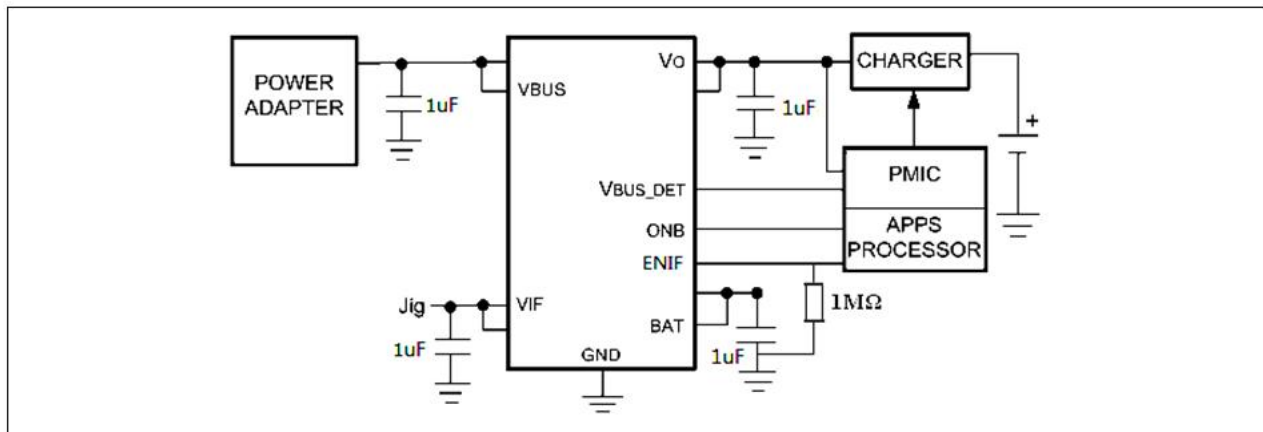 POWER
ADAPTER
1uF
VBUS
VO
1uF
CHARGER
+
VBUS_DET
PMIC
ONB
APPS
PROCESSOR
ENIF
Jig
VIF
1uF
BAT
1uF
1MΩ
GND